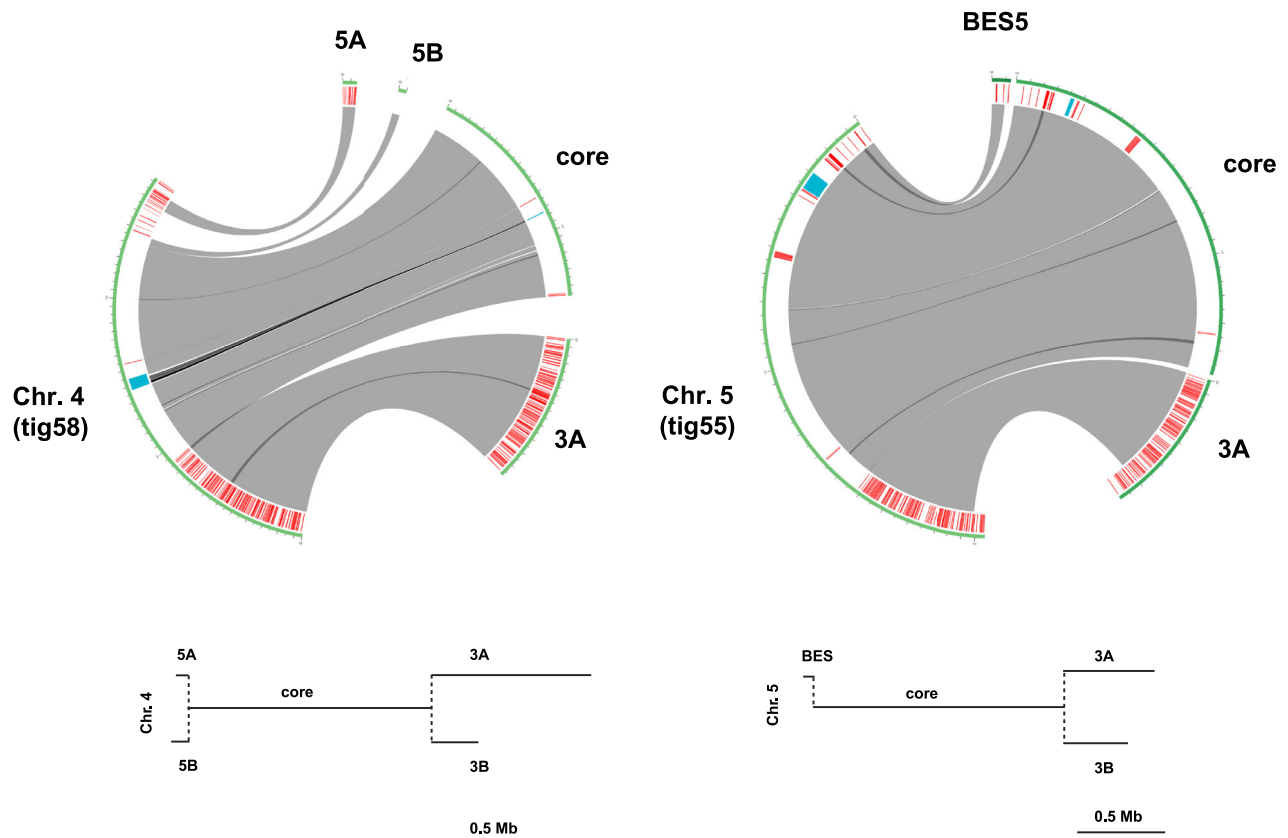 5A
5B
core
Chr. 4
(tig58)
3A
BES5
core
Chr. 5
(tig55)
3A
5A
3A
Chr. 4
core
5B
3B
0.5 Mb
BES
3A
Chr. 5
core
3B
0.5 Mb